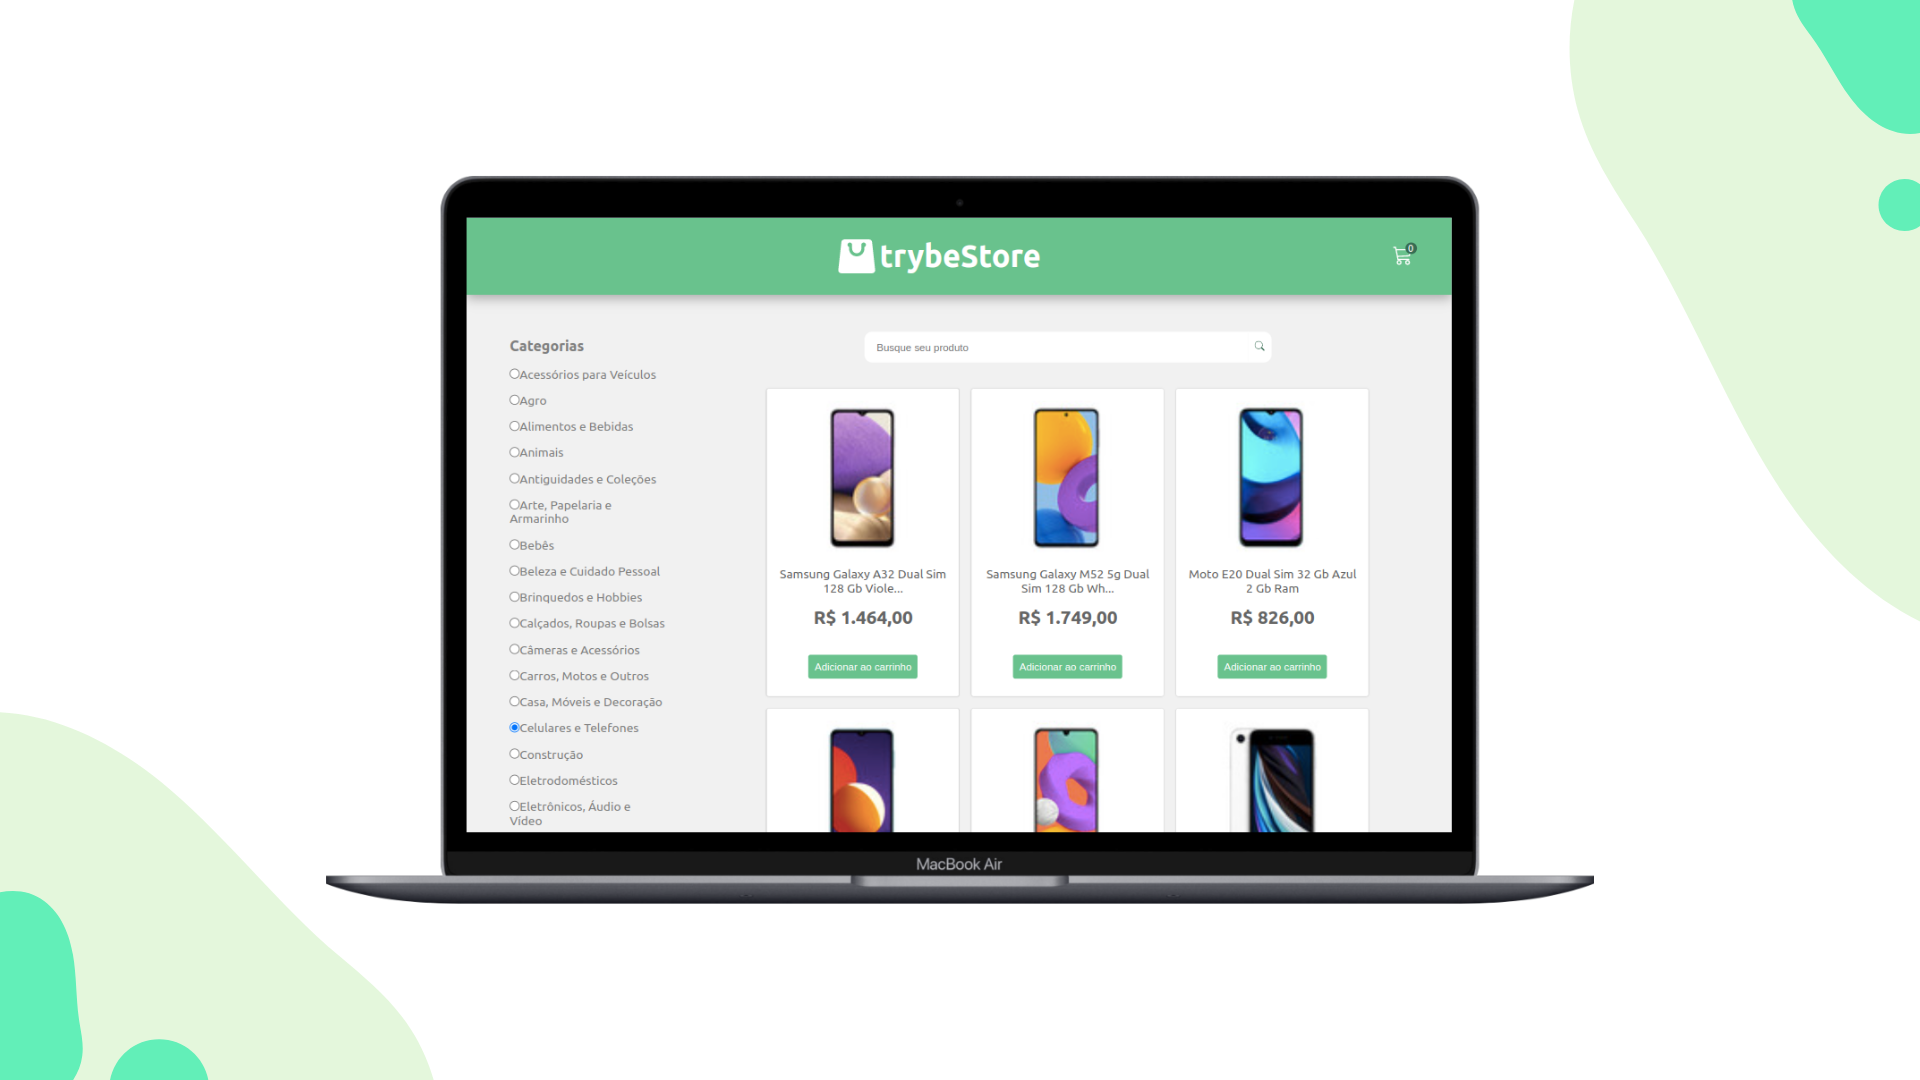 trybeStore
0
Categorias
Acessórios para Veículos
Agro
Alimentos e Bebidas
Animais
Antiguidades e Coleções
Arte, Papelaria e
Armarinho
Bebês
Beleza e Cuidado Pessoal
Brinquedos e Hobbies
Calçados, Roupas e Bolsas
Câmeras e Acessórios
Carros, Motos e Outros
Casa, Móveis e Decoração
Celulares e Telefones
Construção
Eletrodomésticos
Eletrônicos, Áudio e
Vídeo
Busque seu produto
Samsung Galaxy A32 Dual Sim
128 Gb Viole...
R$ 1.464,00
Adicionar ao carrinho
Samsung Galaxy M52 5g Dual
Sim 128 Gb Wh...
R$ 1.749,00
Adicionar ao carrinho
Moto E20 Dual Sim 32 Gb Azul
2 Gb Ram
R$ 826,00
Adicionar ao carrinho
MacBook Air